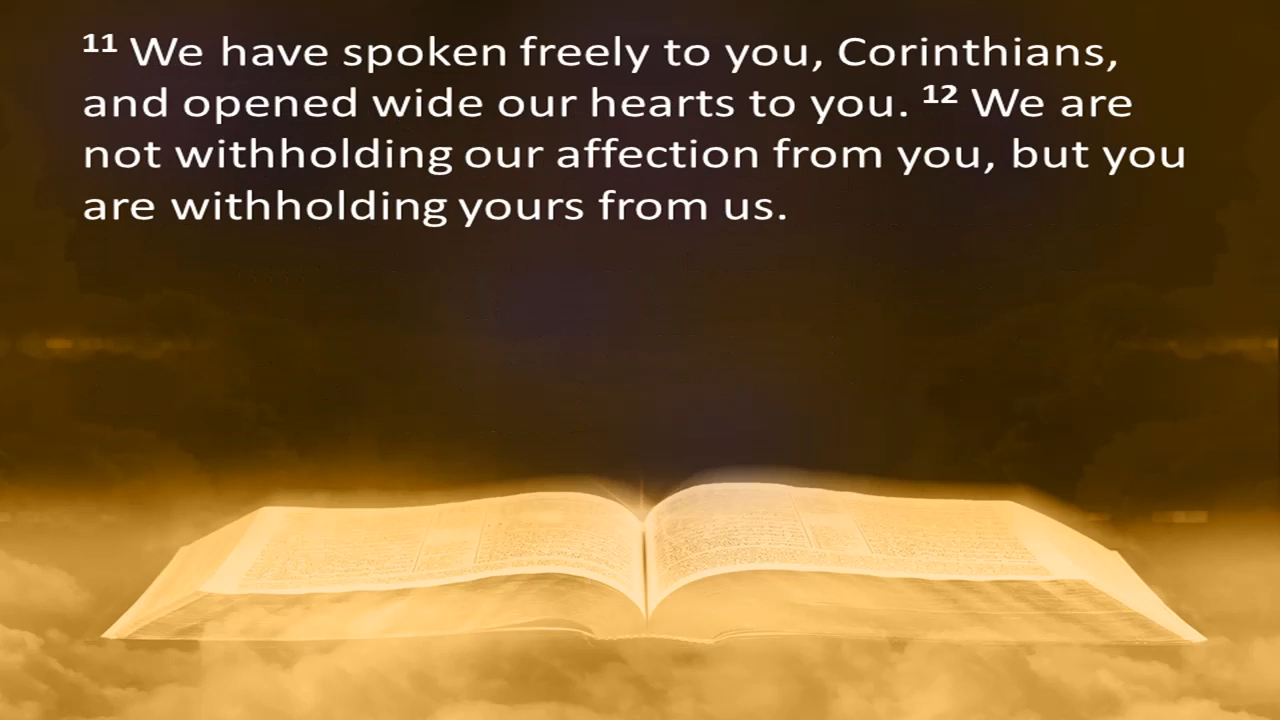 11 We have spoken freely to you, Corinthians,
and opened wide our hearts to you. 12 We are
not withholding our affection from you, but you
are withholding yours from us.